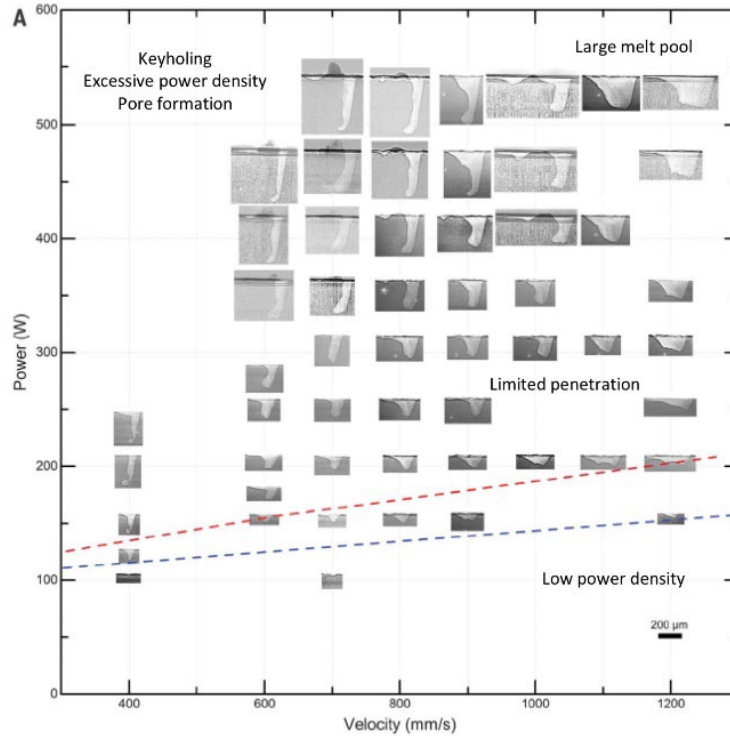 A
600
500
400
300
200
100
0
Power (W)
Keyholing
Excessive power density
Pore formation
Large melt pool
Limited penetration
Low power density
200 μm
400
600
800
1000
1200
Velocity (mm/s)